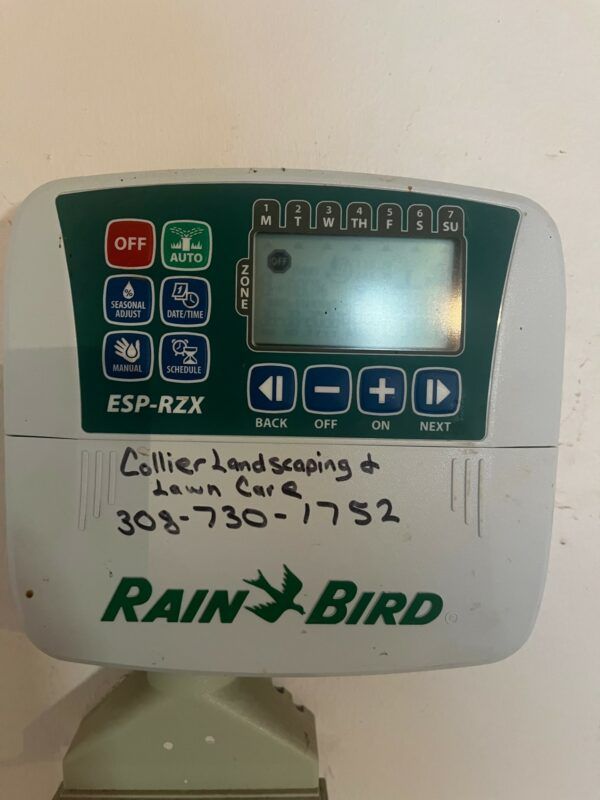 1 2 3 4 5 6 7
M T W TH F S SU
OFF
AUTO
OFF
ZONE
SEASONAL
ADJUST
DATE/TIME
MANUAL
SCHEDULE
ESP-RZX
BACK OFF ON NEXT
Collier Landscaping &
Lawn Care
308-730-1752
RAIN BIRD